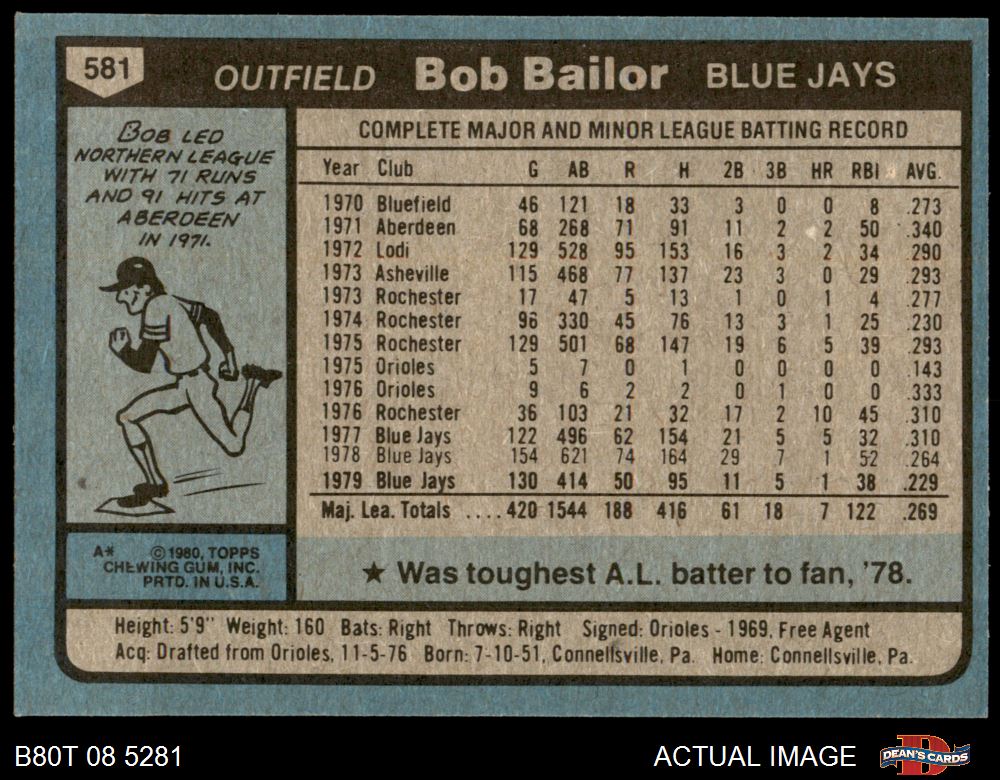 581 OUTFIELD Bob Bailor BLUE JAYS
BOB LED
NORTHERN LEAGUE
WITH 71 RUNS
AND 91 HITS AT
ABERDEEN
IN 1971.
A* ©1980, TOPPS
CHEWING GUM, INC.
PRTD. IN U.S.A.
COMPLETE MAJOR AND MINOR LEAGUE BATTING RECORD
Year Club G AB R H 2B 3B HR RBI AVG.
1970 Bluefield 46 121 18 33 3 0 0 8 .273
1971 Aberdeen 68 268 71 91 11 2 2 50 .340
1972 Lodi 129 528 95 153 16 3 2 34 .290
1973 Asheville 115 468 77 137 23 3 0 29 .293
1973 Rochester 17 47 5 13 1 0 1 4 .277
1974 Rochester 96 330 45 76 13 3 1 25 .230
1975 Rochester 129 501 68 147 19 6 5 39 .293
1975 Orioles 5 7 0 1 0 0 0 0 .143
1976 Orioles 9 6 2 2 0 1 0 0 .333
1976 Rochester 36 103 21 32 17 2 10 45 .310
1977 Blue Jays 122 496 62 154 21 5 5 32 .310
1978 Blue Jays 154 621 74 164 29 7 1 52 .264
1979 Blue Jays 130 414 50 95 11 5 1 38 .229
Maj. Lea. Totals ....420 1544 188 416 61 18 7 122 .269
★ Was toughest A.L. batter to fan, '78.
Height: 5'9" Weight: 160 Bats: Right Throws: Right Signed: Orioles - 1969, Free Agent
Acq: Drafted from Orioles, 11-5-76 Born: 7-10-51, Connellsville, Pa. Home: Connellsville, Pa.
B80T 08 5281 ACTUAL IMAGE DEAN'S CARDS